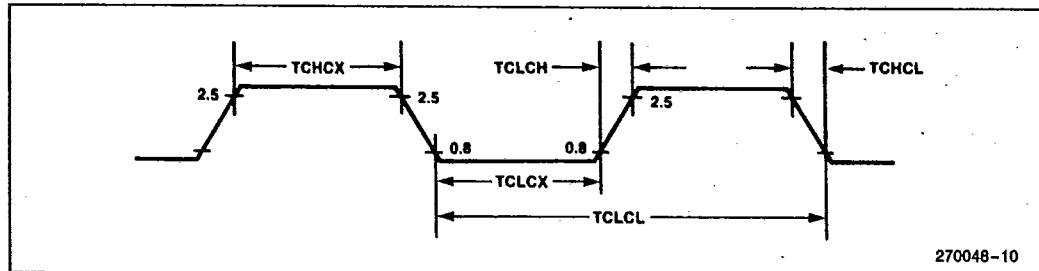 TCHCX
TCLCH
TCHCL
2.5
2.5
2.5
0.8
0.8
TCLCX
TCLCL
270048-10